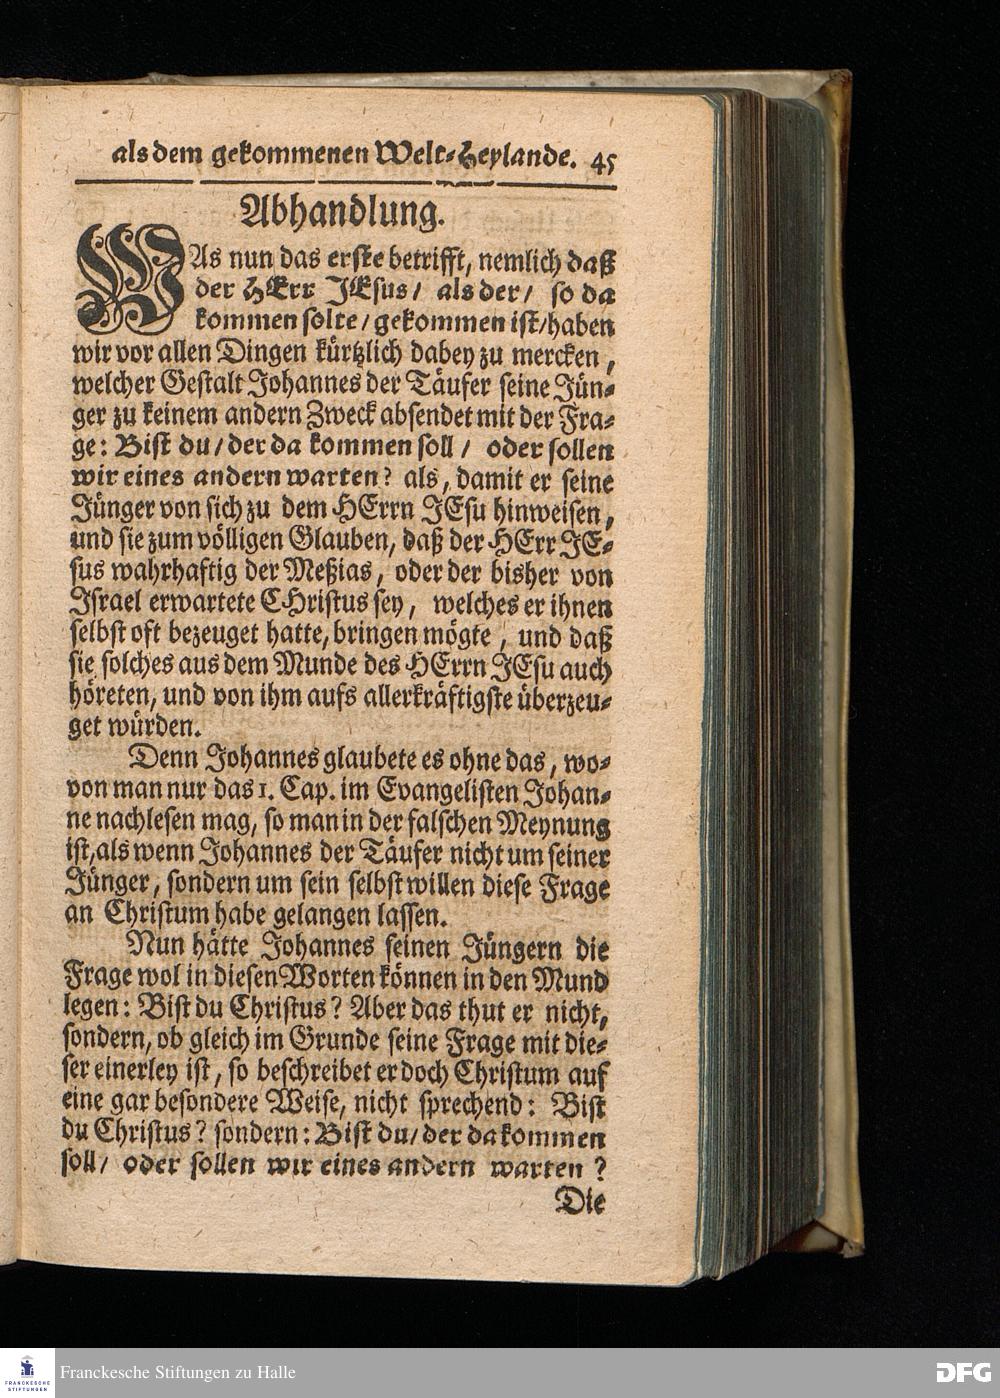 als dem gekommenen Welt-Heylande. 45
Abhandlung.
WAs nun das erste betrifft, nemlich daß
der HErr JEsus/ als der/ so da
kommen solte/ gekommen ist/ haben
wir vor allen Dingen kürtzlich dabey zu mercken,
welcher Gestalt Johannes der Täufer seine Jün-
ger zu keinem andern Zweck absendet mit der Fra-
ge: Bist du/ der da kommen soll/ oder sollen
wir eines andern warten? als, damit er seine
Jünger von sich zu dem HErrn JEsu hinweisen,
und sie zum völligen Glauben, daß der HErr JE-
sus wahrhaftig der Meßias, oder der bisher von
Israel erwartete CHristus sey, welches er ihnen
selbst oft bezeuget hatte, bringen mögte, und daß
sie solches aus dem Munde des HErrn JEsu auch
höreten, und von ihm aufs allerkräftigste überzeu-
get würden.
Denn Johannes glaubete es ohne das, wo-
von man nur das 1. Cap. im Evangelisten Johan-
ne nachlesen mag, so man in der falschen Meynung
ist, als wenn Johannes der Täufer nicht um seiner
Jünger, sondern um sein selbst willen diese Frage
an Christum habe gelangen lassen.
Nun hätte Johannes seinen Jüngern die
Frage wol in diesen Worten können in den Mund
legen: Bist du Christus? Aber das thut er nicht,
sondern, ob gleich im Grunde seine Frage mit die-
ser einerley ist, so beschreibet er doch Christum auf
eine gar besondere Weise, nicht sprechend: Bist
du Christus? sondern: Bist du/ der da kommen
soll/ oder sollen wir eines andern warten?
Die
FRANCKESCHE
STIFTUNGEN
Franckesche Stiftungen zu Halle
DFG